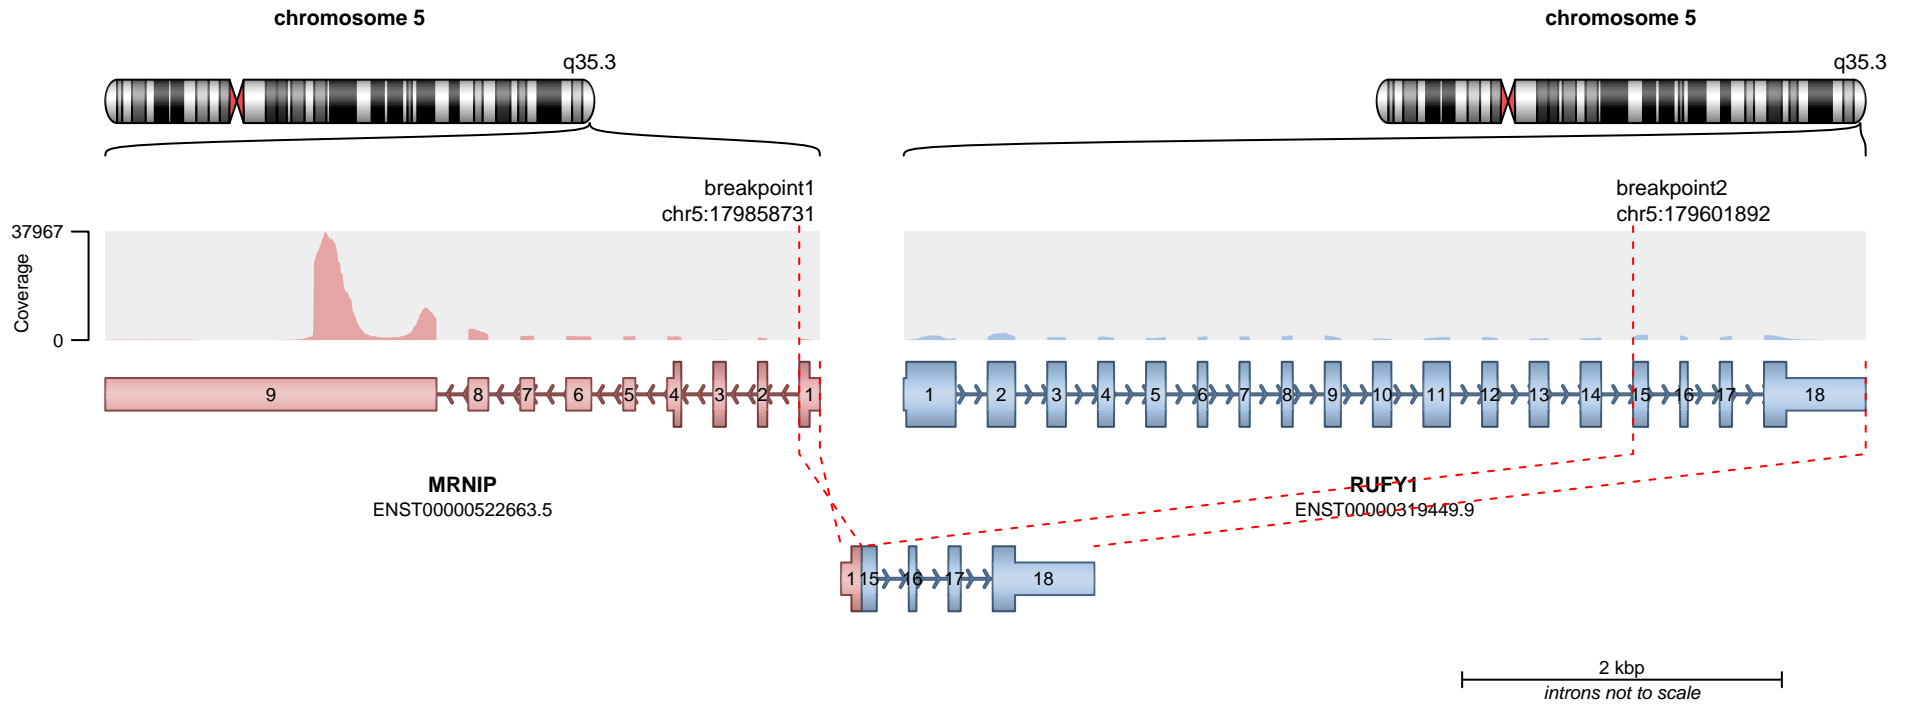 chromosome 5
chromosome 5
q35.3
q35.3
breakpoint1
chr5:179858731
breakpoint2
chr5:179601892
37967
Coverage
0
9 8 7 6 5 4 3 2 1
1 2 3 4 5 6 7 8 9 10 11 12 13 14 15 16 17 18
MRNIP
ENST00000522663.5
RUFY1
ENST00000319449.9
1 15 16 17 18
2 kbp
introns not to scale